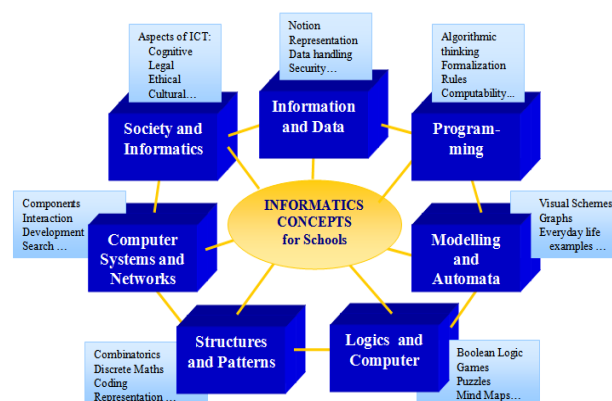 Aspects of ICT:
Cognitive
Legal
Ethical
Cultural…
Notion
Representation
Data handling
Security…
Algorithmic
thinking
Formalization
Rules
Computability...
Society and
Informatics
Information
and Data
Program-
ming
Components
Interaction
Development
Search …
Computer
Systems and
Networks
INFORMATICS
CONCEPTS
for Schools
Modelling
and
Automata
Visual Schemes
Graphs
Everyday life
examples …
Structures
and Patterns
Logics and
Computer
Combinatorics
Discrete Maths
Coding
Representation …
Boolean Logic
Games
Puzzles
Mind Maps…